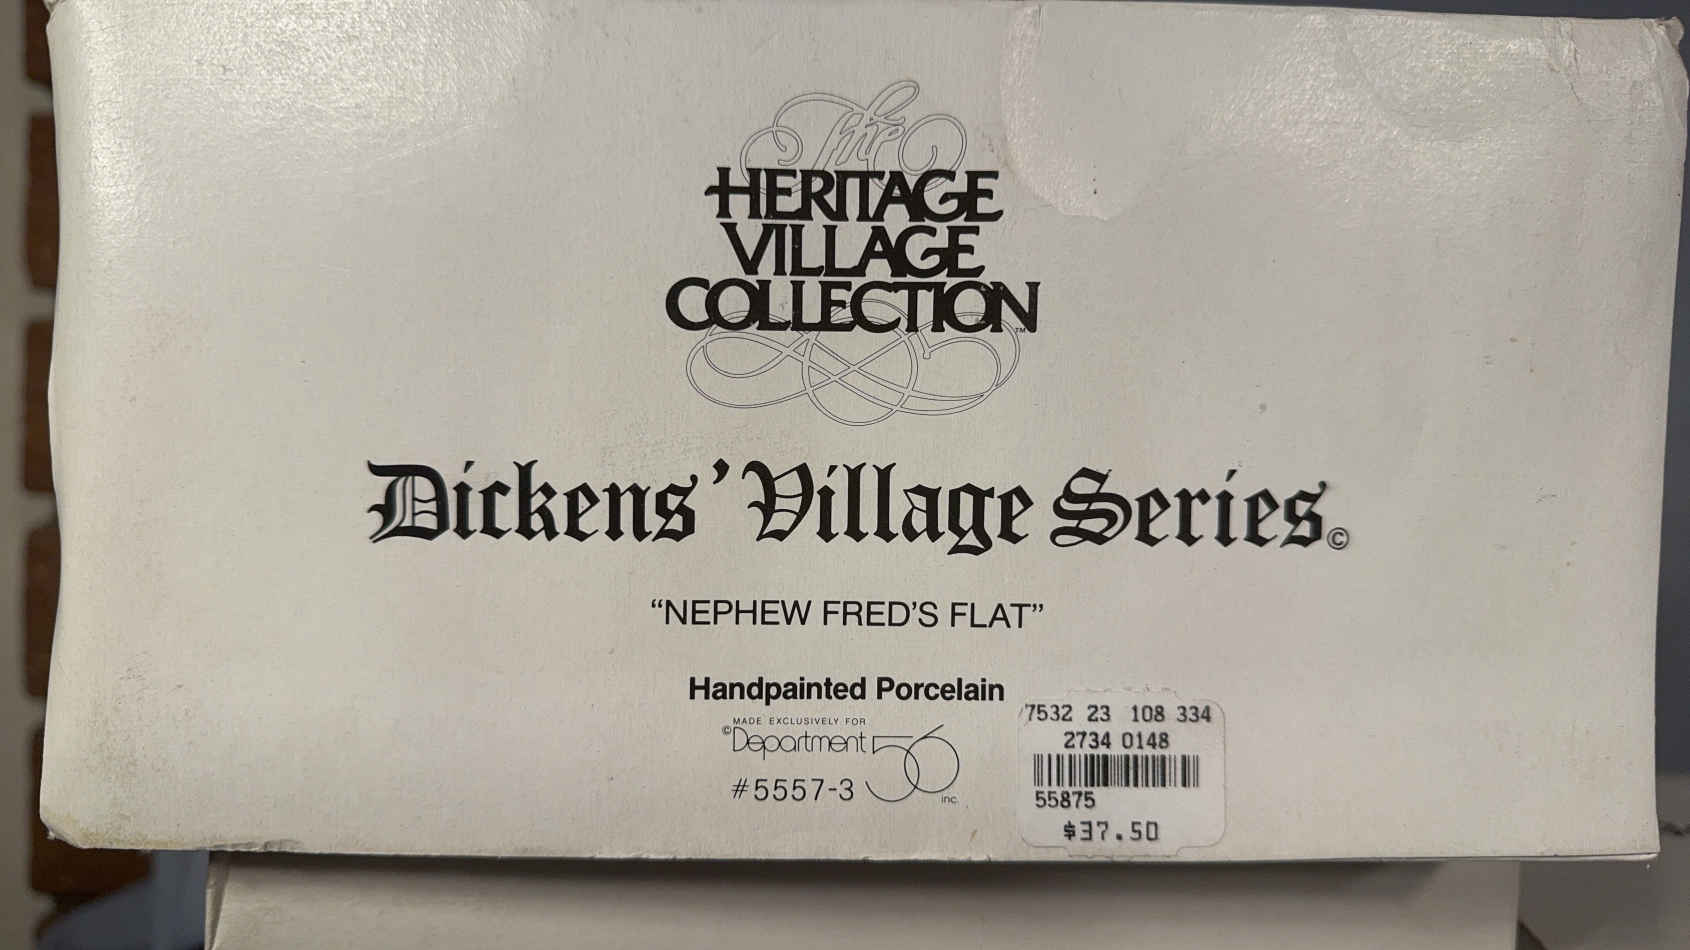 The
HERITAGE
VILLAGE
COLLECTION™
Dickens' Village Series©
“NEPHEW FRED’S FLAT”
Handpainted Porcelain
MADE EXCLUSIVELY FOR
©Department 56 inc.
#5557-3
7532 23 108 334
2734 0148
55875
$37.50